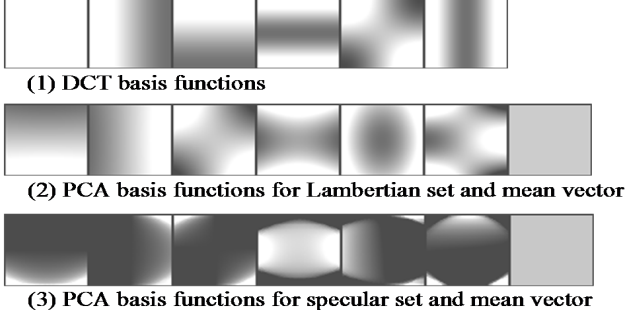 (1) DCT basis functions
(2) PCA basis functions for Lambertian set and mean vector
(3) PCA basis functions for specular set and mean vector